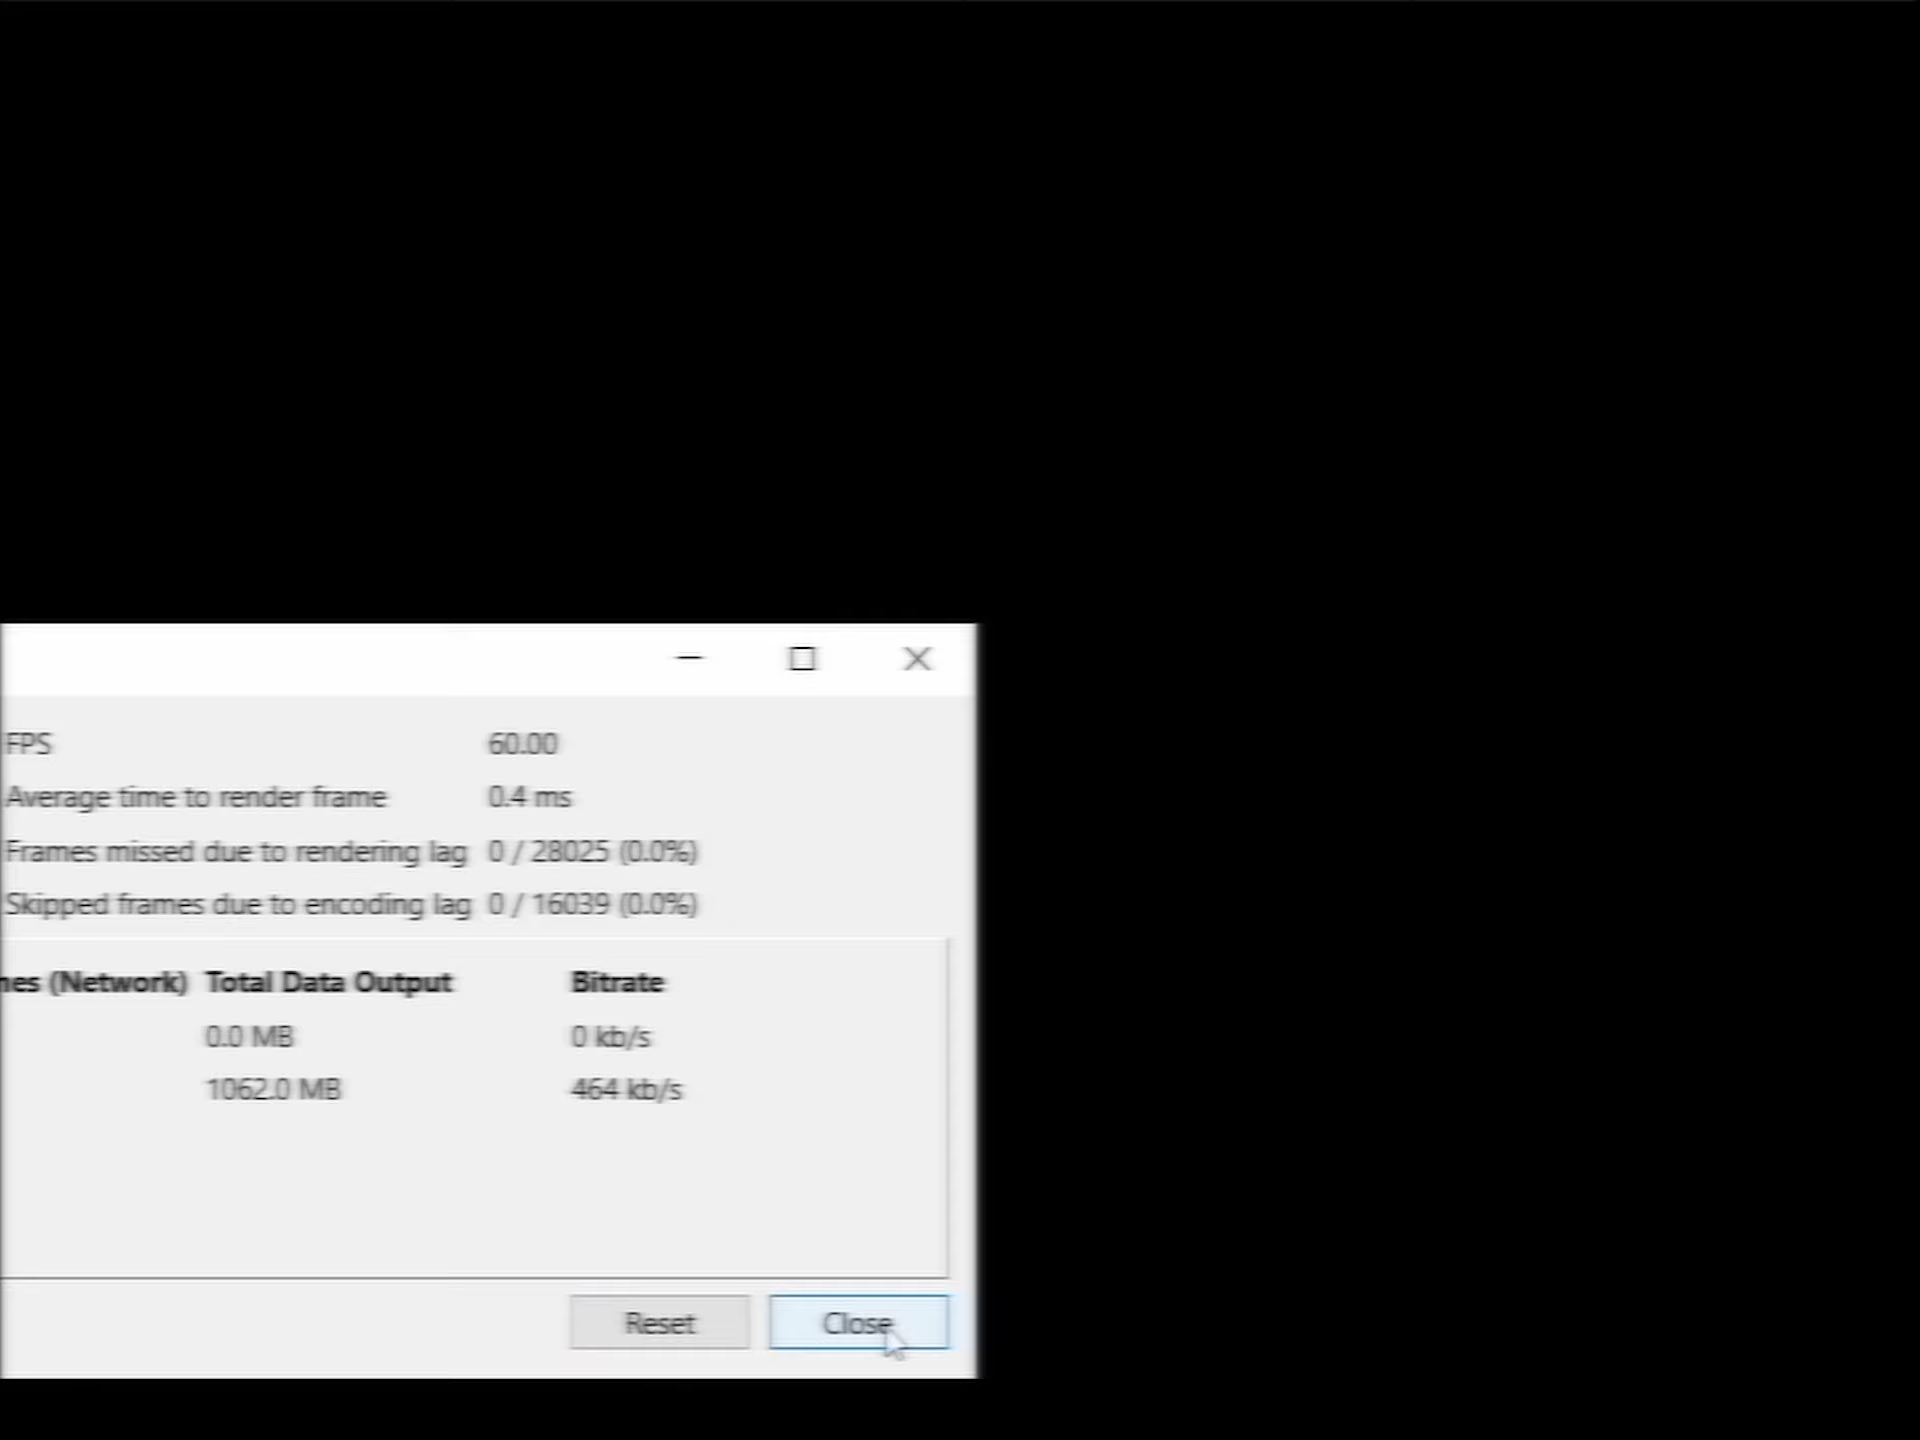 FPS 60.00
Average time to render frame 0.4 ms
Frames missed due to rendering lag 0 / 28025 (0.0%)
Skipped frames due to encoding lag 0 / 16039 (0.0%)
nes (Network) Total Data Output Bitrate
0.0 MB 0 kb/s
1062.0 MB 464 kb/s
Reset Close